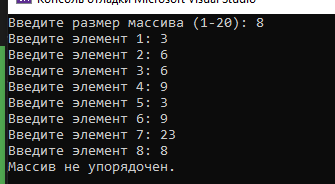 Консоль отладки Microsoft Visual Studio
Введите размер массива (1-20): 8
Введите элемент 1: 3
Введите элемент 2: 6
Введите элемент 3: 6
Введите элемент 4: 9
Введите элемент 5: 3
Введите элемент 6: 9
Введите элемент 7: 23
Введите элемент 8: 8
Массив не упорядочен.